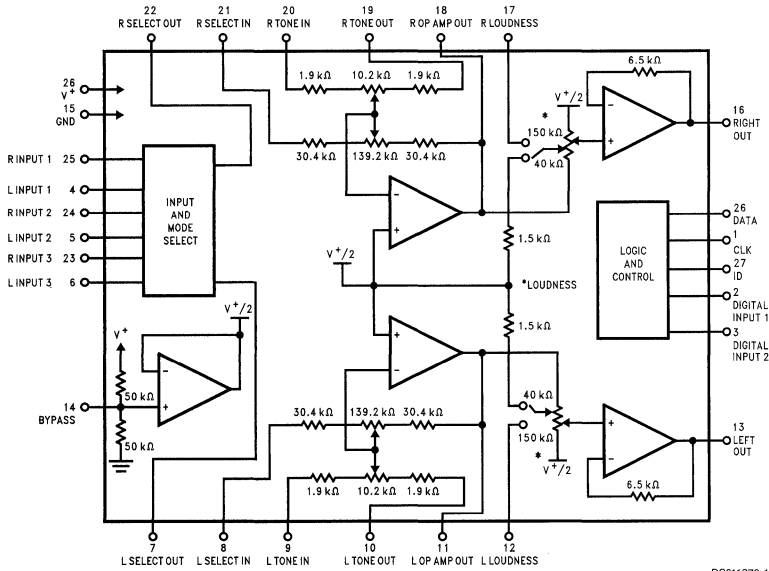 22
R SELECT OUT
21
R SELECT IN
20
R TONE IN
19
R TONE OUT
18
R OP AMP OUT
17
R LOUDNESS
26
V+
15
GND
R INPUT 1 25
L INPUT 1 4
R INPUT 2 24
L INPUT 2 5
R INPUT 3 23
L INPUT 3 6
INPUT
AND
MODE
SELECT
1.9 kΩ
10.2 kΩ
1.9 kΩ
30.4 kΩ
139.2 kΩ
30.4 kΩ
-
+
V+/2
*
150 kΩ
40 kΩ
V+/2
6.5 kΩ
-
+
16
RIGHT
OUT
1.5 kΩ
*LOUDNESS
1.5 kΩ
LOGIC
AND
CONTROL
26
DATA
1
CLK
27
ID
2
DIGITAL
INPUT 1
3
DIGITAL
INPUT 2
V+
V+/2
50 kΩ
50 kΩ
-
+
14
BYPASS
+
-
30.4 kΩ
139.2 kΩ
30.4 kΩ
1.9 kΩ
10.2 kΩ
1.9 kΩ
40 kΩ
150 kΩ
*
V+/2
+
-
6.5 kΩ
13
LEFT
OUT
7
L SELECT OUT
8
L SELECT IN
9
L TONE IN
10
L TONE OUT
11
L OP AMP OUT
12
L LOUDNESS